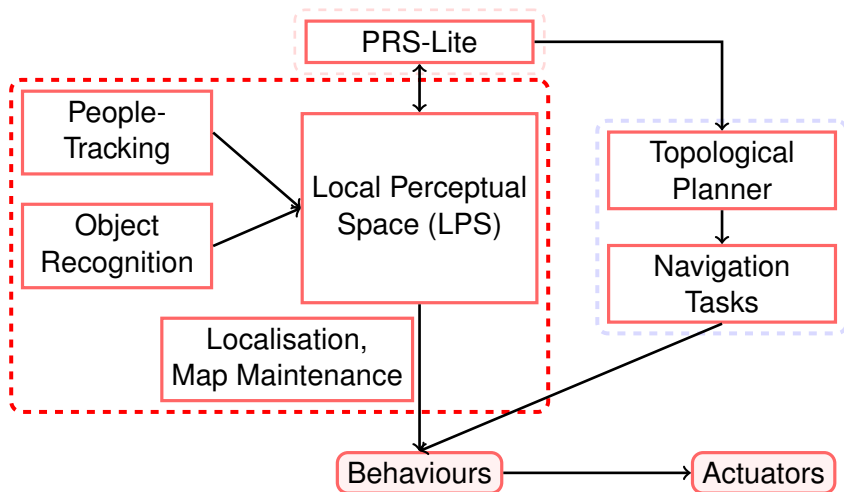 PRS-Lite
People-
Tracking
Local Perceptual
Space (LPS)
Topological
Planner
Object
Recognition
Navigation
Tasks
Localisation,
Map Maintenance
Behaviours
Actuators